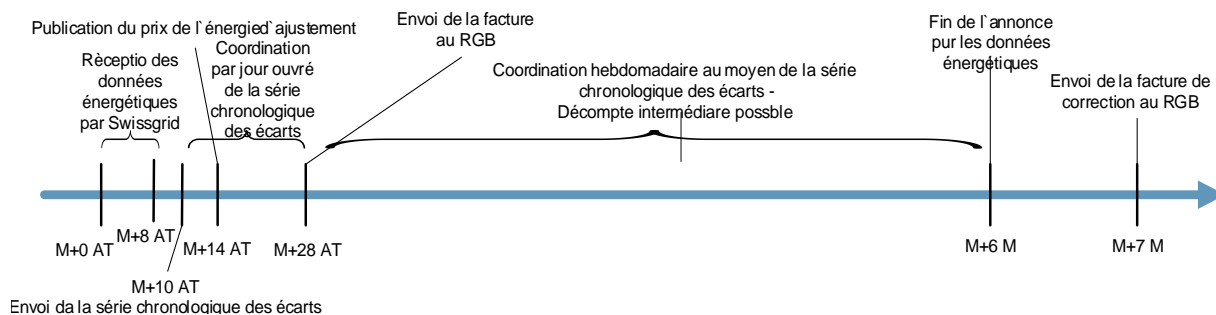 Publication du prix de l`énergied`ajustement
Rèceptio des
données
énergétiques
par Swissgrid
Coordination
par jour ouvré
de la série
chronologique
des écarts
Envoi de la facture
au RGB
Coordination hebdomadaire au moyen de la série
chronologique des écarts -
Décompte intermédiare possble
Fin de l`annonce
pur les données
énergétiques
Envoi de la facture de
correction au RGB
M+0 AT
M+8 AT
M+10 AT
M+14 AT
M+28 AT
M+6 M
M+7 M
Envoi da la série chronologique des écarts